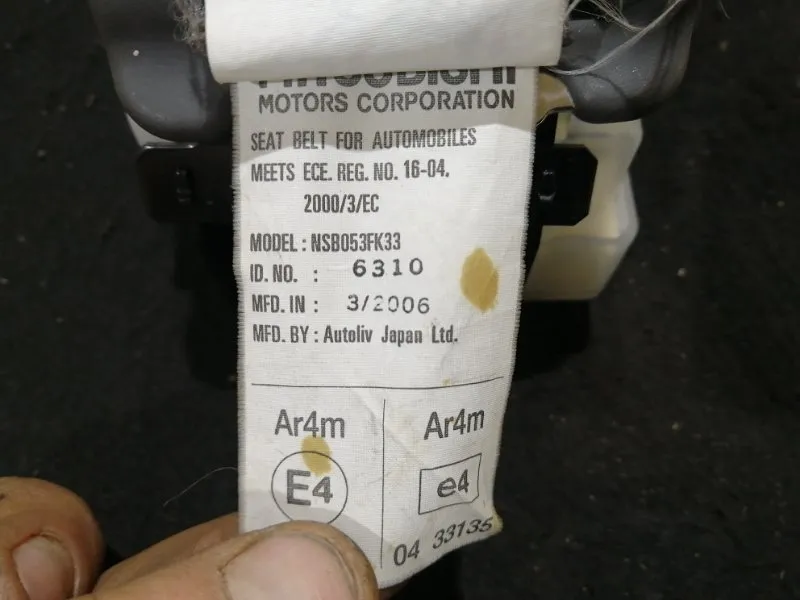 MITSUBISHI
MOTORS CORPORATION
SEAT BELT FOR AUTOMOBILES
MEETS ECE. REG. NO. 16-04.
2000/3/EC
MODEL : NSB053FK33
ID. NO. : 6310
MFD. IN : 3/2006
MFD. BY : Autoliv Japan Ltd.
Ar4m Ar4m
E4 e4
04 33135